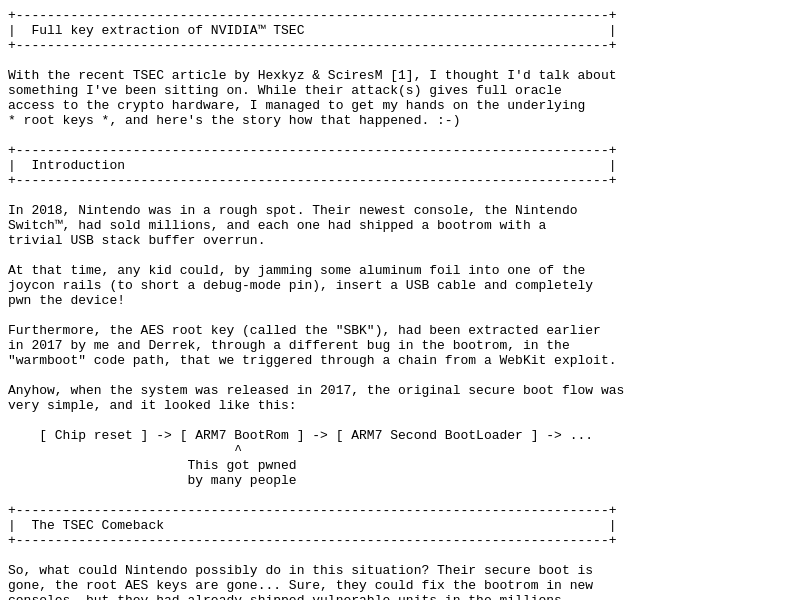 +----------------------------------------------------------------------------+
|  Full key extraction of NVIDIA™ TSEC                                       |
+----------------------------------------------------------------------------+

With the recent TSEC article by Hexkyz & SciresM [1], I thought I'd talk about
something I've been sitting on. While their attack(s) gives full oracle
access to the crypto hardware, I managed to get my hands on the underlying
* root keys *, and here's the story how that happened. :-)

+----------------------------------------------------------------------------+
|  Introduction                                                              |
+----------------------------------------------------------------------------+

In 2018, Nintendo was in a rough spot. Their newest console, the Nintendo
Switch™, had sold millions, and each one had shipped a bootrom with a
trivial USB stack buffer overrun.

At that time, any kid could, by jamming some aluminum foil into one of the
joycon rails (to short a debug-mode pin), insert a USB cable and completely
pwn the device!

Furthermore, the AES root key (called the "SBK"), had been extracted earlier
in 2017 by me and Derrek, through a different bug in the bootrom, in the
"warmboot" code path, that we triggered through a chain from a WebKit exploit.

Anyhow, when the system was released in 2017, the original secure boot flow was
very simple, and it looked like this:

    [ Chip reset ] -> [ ARM7 BootRom ] -> [ ARM7 Second BootLoader ] -> ...
                             ^
                       This got pwned
                       by many people

+----------------------------------------------------------------------------+
|  The TSEC Comeback                                                         |
+----------------------------------------------------------------------------+

So, what could Nintendo possibly do in this situation? Their secure boot is
gone, the root AES keys are gone... Sure, they could fix the bootrom in new
consoles, but they had already shipped vulnerable units in the millions.